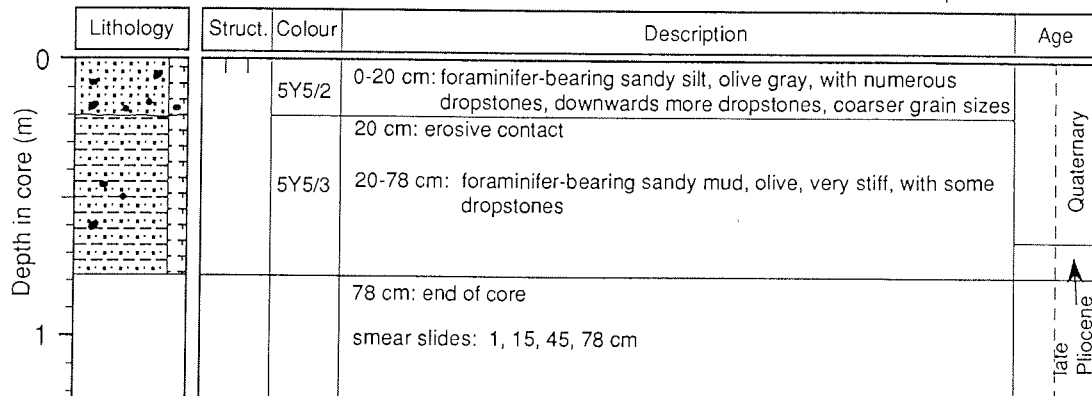 Lithology Struct. Colour Description Age
0
5Y5/2
0-20 cm: foraminifer-bearing sandy silt, olive gray, with numerous
dropstones, downwards more dropstones, coarser grain sizes
20 cm: erosive contact
5Y5/3
20-78 cm: foraminifer-bearing sandy mud, olive, very stiff, with some
dropstones
78 cm: end of core
1
smear slides: 1, 15, 45, 78 cm
Depth in core (m)
Quaternary
late
Pliocene